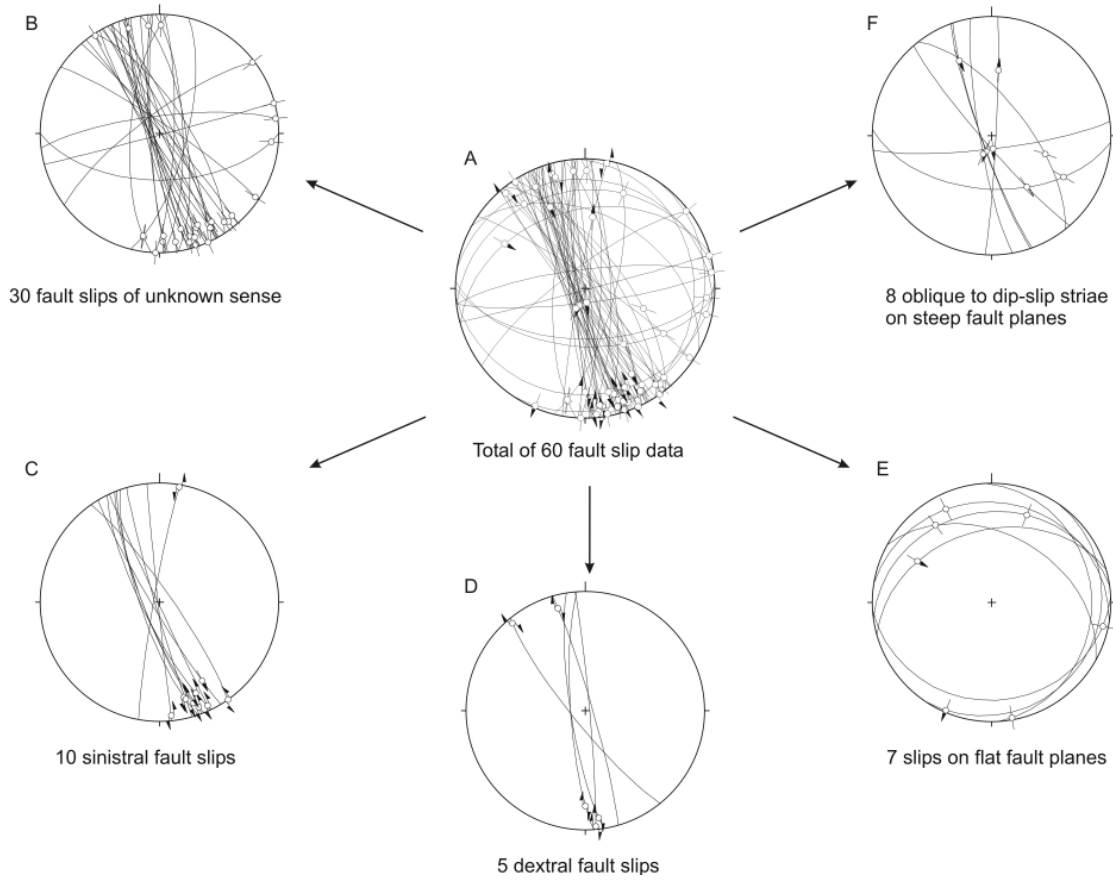 B
30 fault slips of unknown sense
A
Total of 60 fault slip data
F
8 oblique to dip-slip striae
on steep fault planes
C
10 sinistral fault slips
D
5 dextral fault slips
E
7 slips on flat fault planes